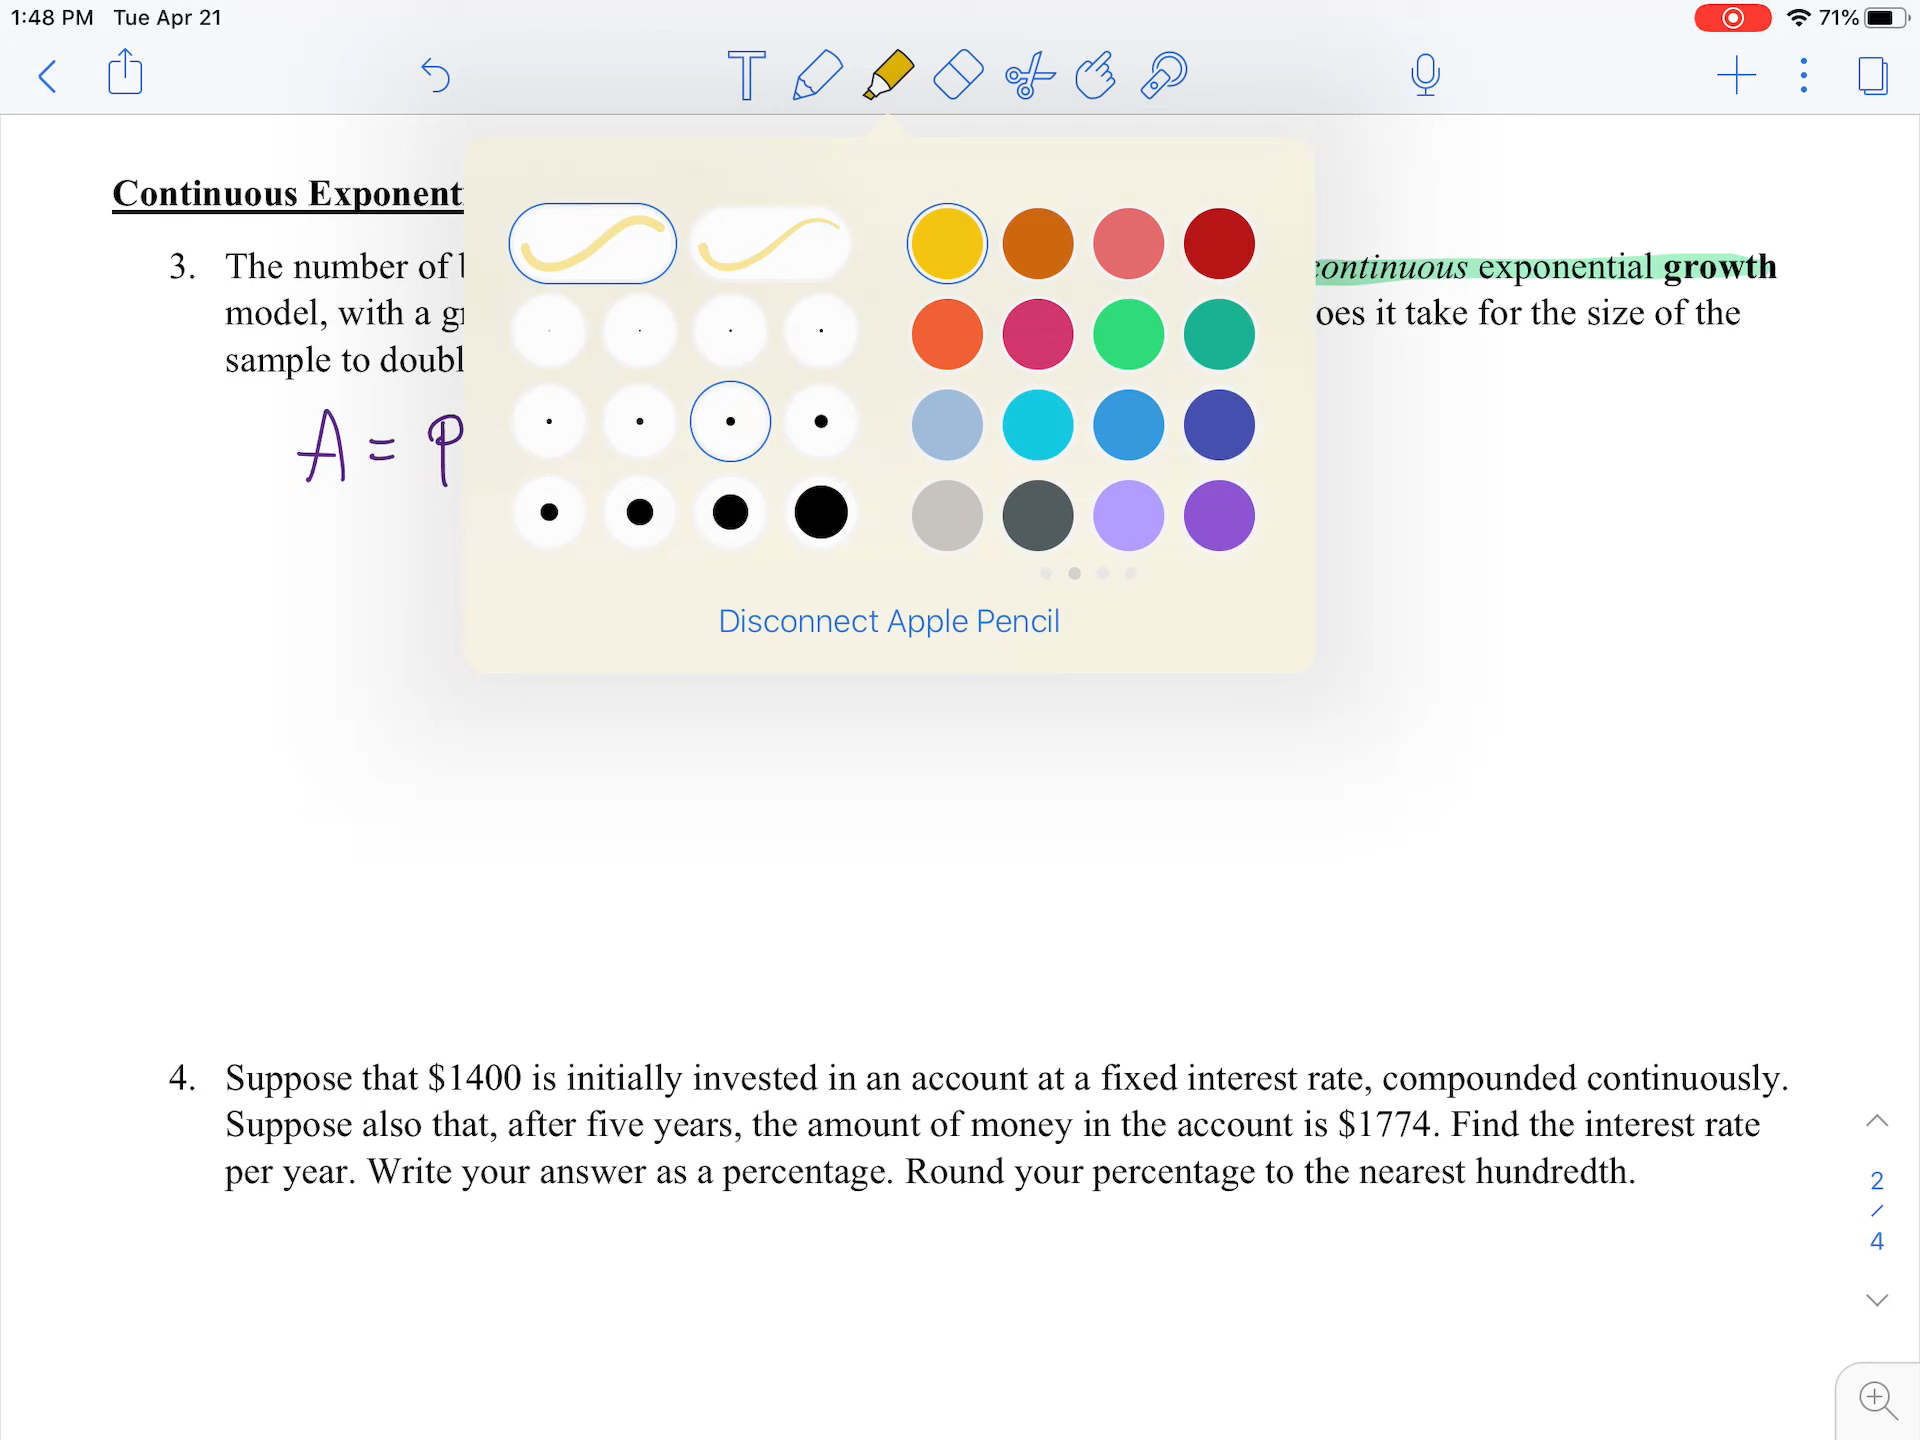 1:48 PM Tue Apr 21
71%
Continuous Exponent
3. The number of
continuous exponential growth
model, with a
oes it take for the size of the
sample to doubl
A = P
Disconnect Apple Pencil
4. Suppose that $1400 is initially invested in an account at a fixed interest rate, compounded continuously.
Suppose also that, after five years, the amount of money in the account is $1774. Find the interest rate
per year. Write your answer as a percentage. Round your percentage to the nearest hundredth.
2
/
4